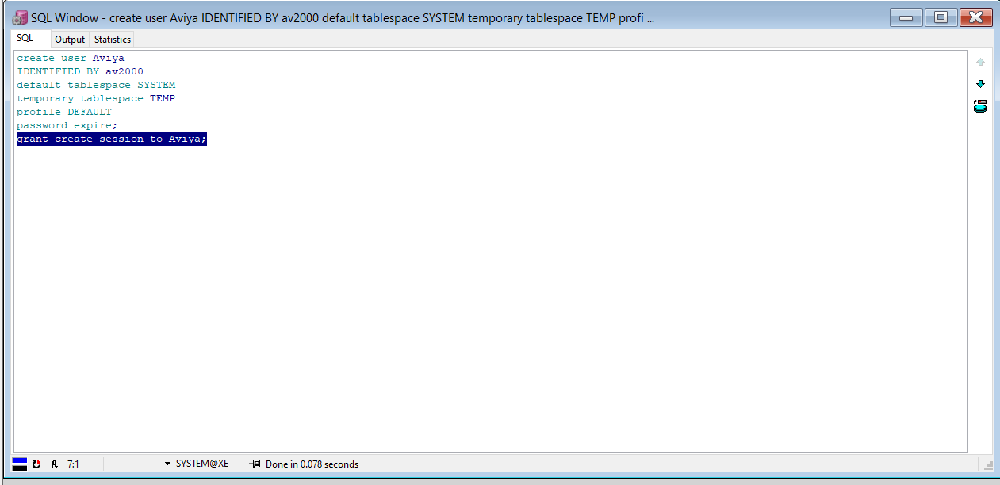 SQL Window - create user Aviya IDENTIFIED BY av2000 default tablespace SYSTEM temporary tablespace TEMP profi ...
SQL Output Statistics
create user Aviya
IDENTIFIED BY av2000
default tablespace SYSTEM
temporary tablespace TEMP
profile DEFAULT
password expire;
grant create session to Aviya;
& 7:1 SYSTEM@XE Done in 0.078 seconds